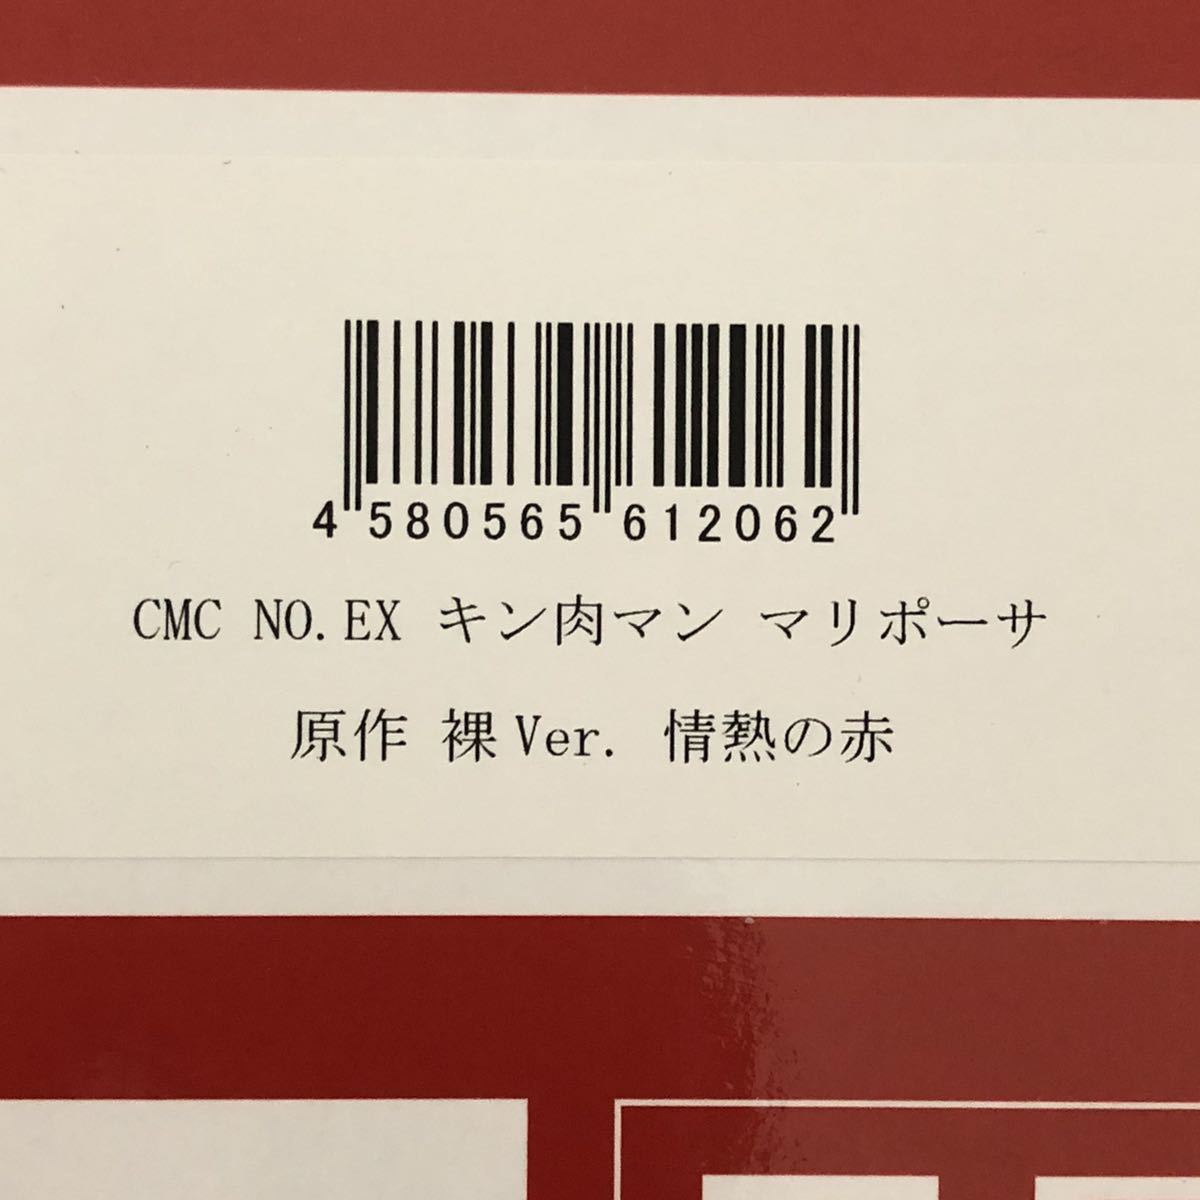 4 580565 612062
CMC NO.EX キン肉マン マリポーサ
原作 裸Ver. 情熱の赤